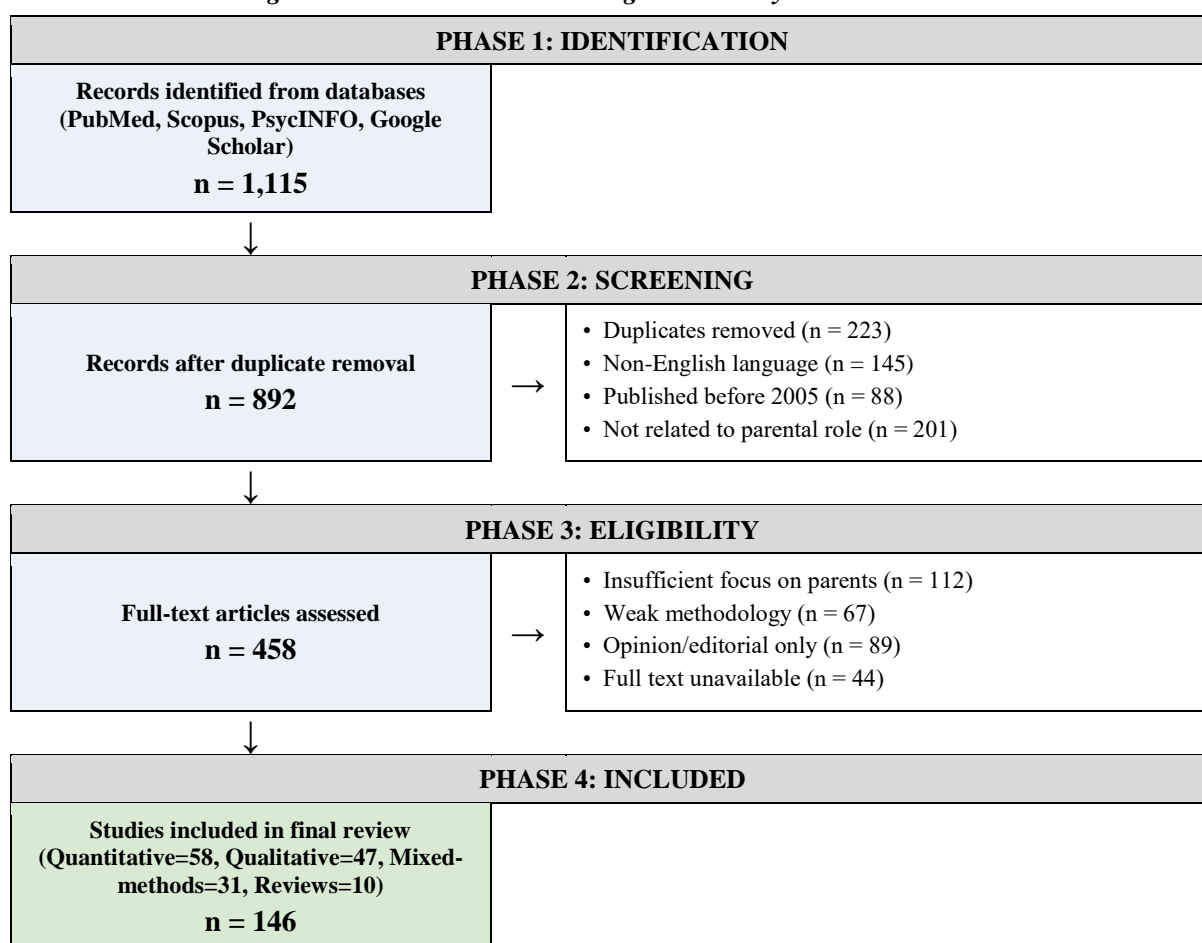 PHASE 1: IDENTIFICATION
Records identified from databases
(PubMed, Scopus, PsycINFO, Google
Scholar)
n = 1,115
↓
PHASE 2: SCREENING
Records after duplicate removal
n = 892
→
• Duplicates removed (n = 223)
• Non-English language (n = 145)
• Published before 2005 (n = 88)
• Not related to parental role (n = 201)
↓
PHASE 3: ELIGIBILITY
Full-text articles assessed
n = 458
→
• Insufficient focus on parents (n = 112)
• Weak methodology (n = 67)
• Opinion/editorial only (n = 89)
• Full text unavailable (n = 44)
↓
PHASE 4: INCLUDED
Studies included in final review
(Quantitative=58, Qualitative=47, Mixed-
methods=31, Reviews=10)
n = 146